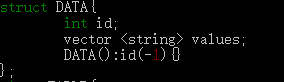 struct DATA{
int id;
vector <string> values;
DATA():id(-1){}
};